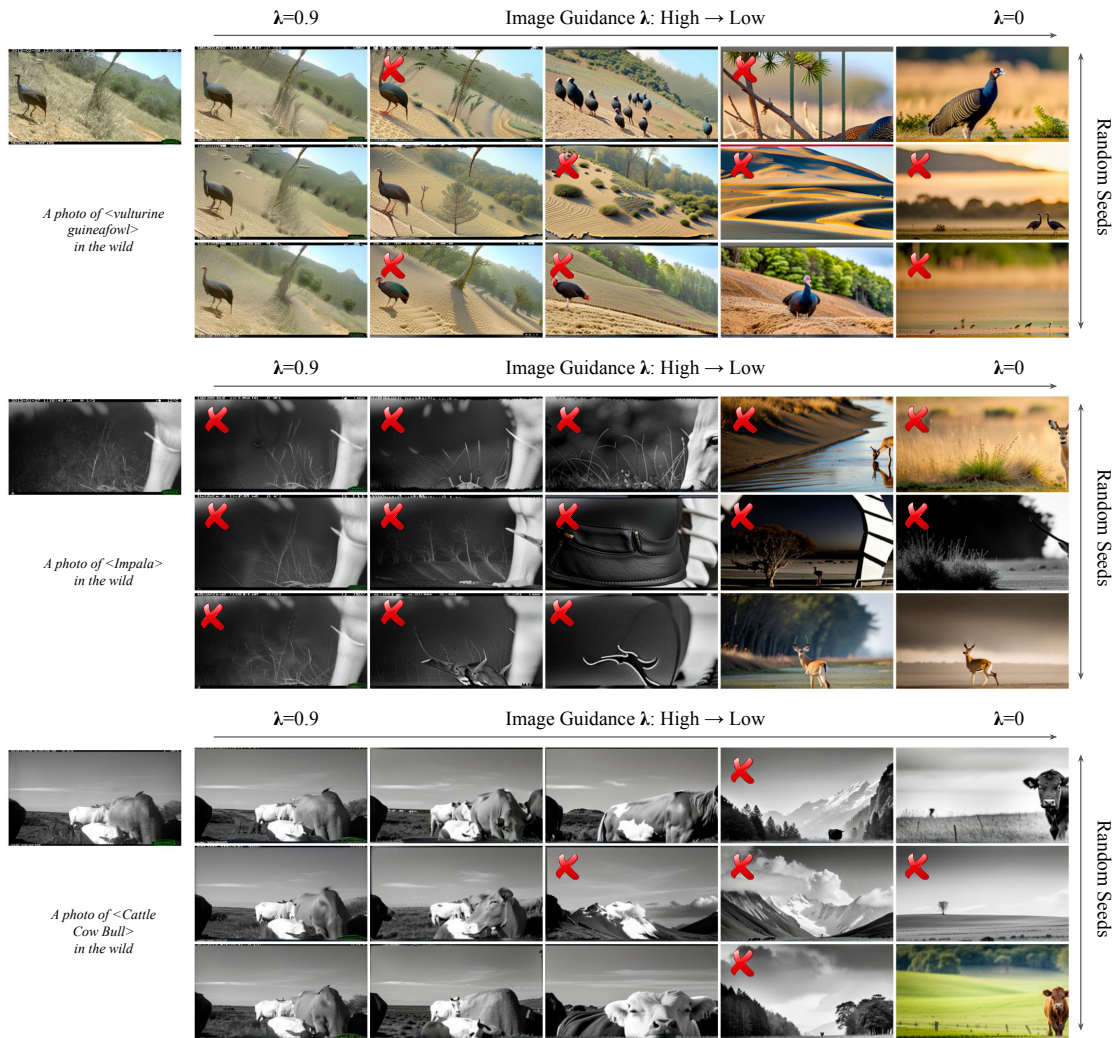 λ=0.9 Image Guidance λ: High → Low λ=0
A photo of <vulturine
guineafowl>
in the wild
Random Seeds
λ=0.9 Image Guidance λ: High → Low λ=0
A photo of <Impala>
in the wild
Random Seeds
λ=0.9 Image Guidance λ: High → Low λ=0
A photo of <Cattle
Cow Bull>
in the wild
Random Seeds